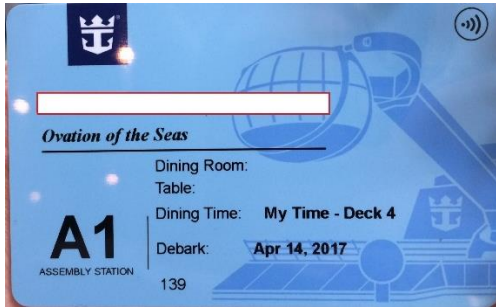 Ovation of the Seas
Dining Room:
Table:
Dining Time: My Time - Deck 4
A1
ASSEMBLY STATION
Debark: Apr 14, 2017
139